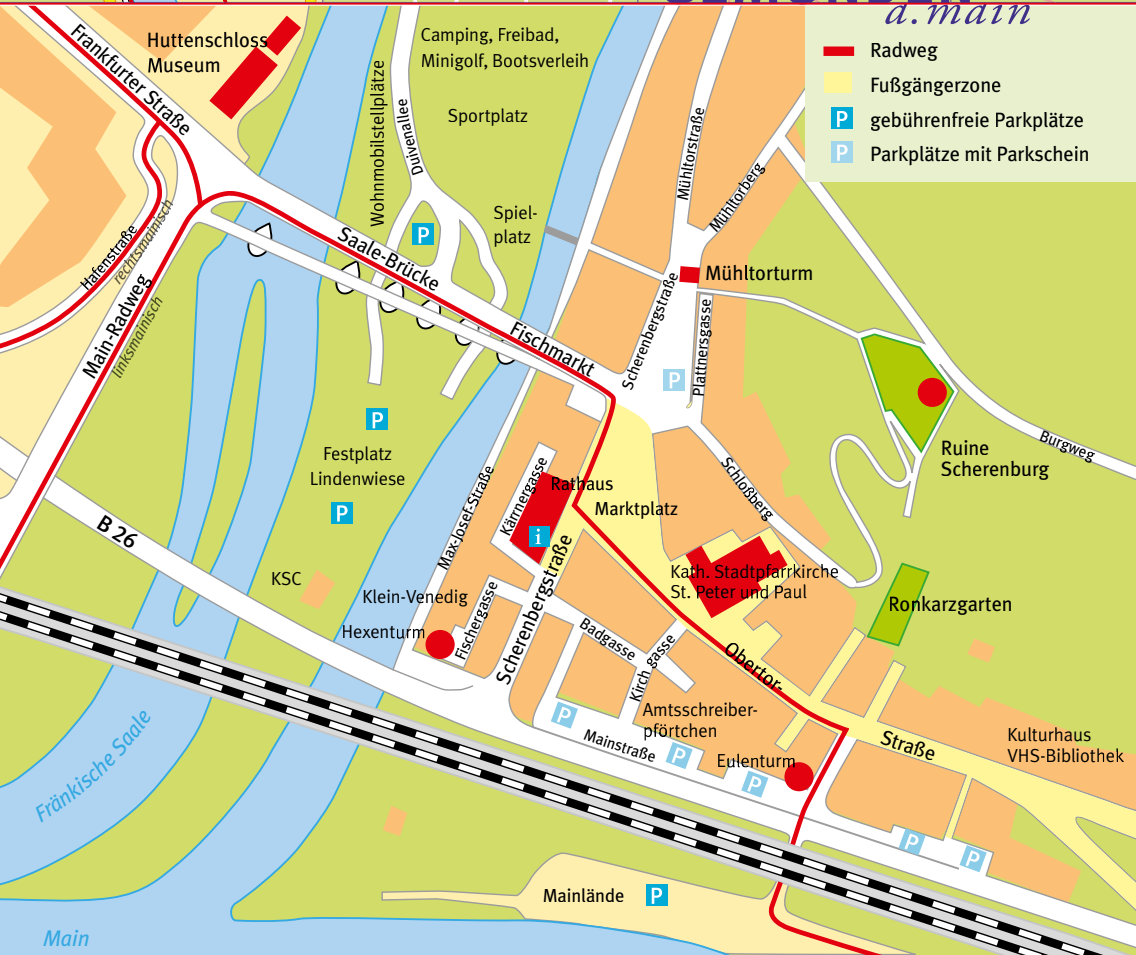 GEMÜNDEN
a.main
Radweg
Fußgängerzone
P gebührenfreie Parkplätze
P Parkplätze mit Parkschein
Huttenschloss
Museum
Frankfurter Straße
Camping, Freibad,
Minigolf, Bootsverleih
Sportplatz
Wohnmobilstellplätze
Duivenallee
P
Spiel-
platz
Mühltorstraße
Mühltorberg
Mühltorturm
Hafenstraße
rechtsmainisch
Main-Radweg
linksmainisch
Saale-Brücke
Fischmarkt
Scherenbergstraße
Plattnersgasse
P
Burgweg
Ruine
Scherenburg
P
Festplatz
Lindenwiese
P
Max-Josef-Straße
Kärrnergasse
Rathaus
i
Marktplatz
Schloßberg
Kath. Stadtpfarrkirche
St. Peter und Paul
Ronkarzgarten
B 26
KSC
Klein-Venedig
Hexenturm
Fischergasse
Scherenbergstraße
Badgasse
Kirchgasse
Obertor-
Straße
Amtsschreiber-
pförtchen
Eulenturm
P
Mainstraße
P
P
P
P
Kulturhaus
VHS-Bibliothek
Fränkische Saale
Mainlände P
Main